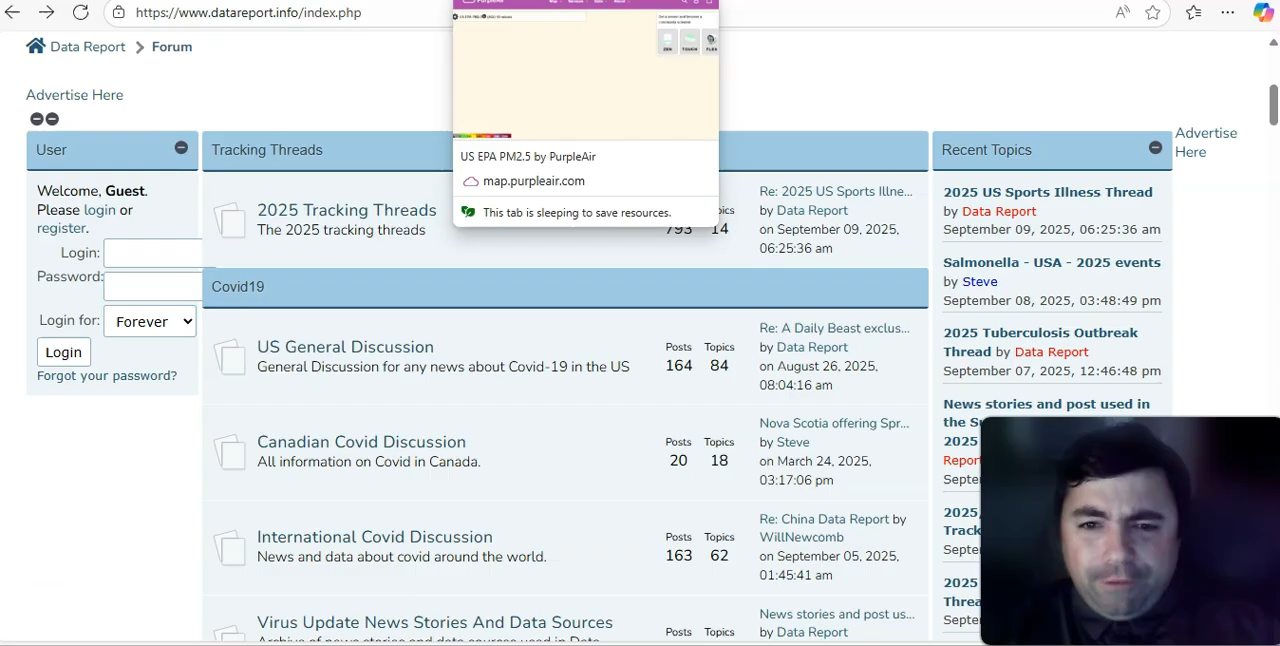 https://www.datareport.info/index.php
Data Report
Forum
Advertise Here
User
Welcome, Guest.
Please login or
register.
Login:
Password:
Login for:
Forever
Login
Forgot your password?
US EPA PM2.5 by PurpleAir
map.purpleair.com
This tab is sleeping to save resources.
Tracking Threads
2025 Tracking Threads
The 2025 tracking threads
793
14
Re: 2025 US Sports Illne...
by Data Report
on September 09, 2025,
06:25:36 am
Covid19
US General Discussion
General Discussion for any news about Covid-19 in the US
Posts Topics
164 84
Re: A Daily Beast exclus...
by Data Report
on August 26, 2025,
08:04:16 am
Canadian Covid Discussion
All information on Covid in Canada.
Posts Topics
20 18
Nova Scotia offering Spr...
by Steve
on March 24, 2025,
03:17:06 pm
International Covid Discussion
News and data about covid around the world.
Posts Topics
163 62
Re: China Data Report by
WillNewcomb
on September 05, 2025,
01:45:41 am
Virus Update News Stories And Data Sources
Archive of news stories and data sources used in Data
Posts Topics
News stories and post us...
by Data Report
Recent Topics
2025 US Sports Illness Thread
by Data Report
September 09, 2025, 06:25:36 am
Salmonella - USA - 2025 events
by Steve
September 08, 2025, 03:48:49 pm
2025 Tuberculosis Outbreak
Thread by Data Report
September 07, 2025, 12:46:48 pm
News stories and post used in
the
2025
2025
2025
Advertise
Here